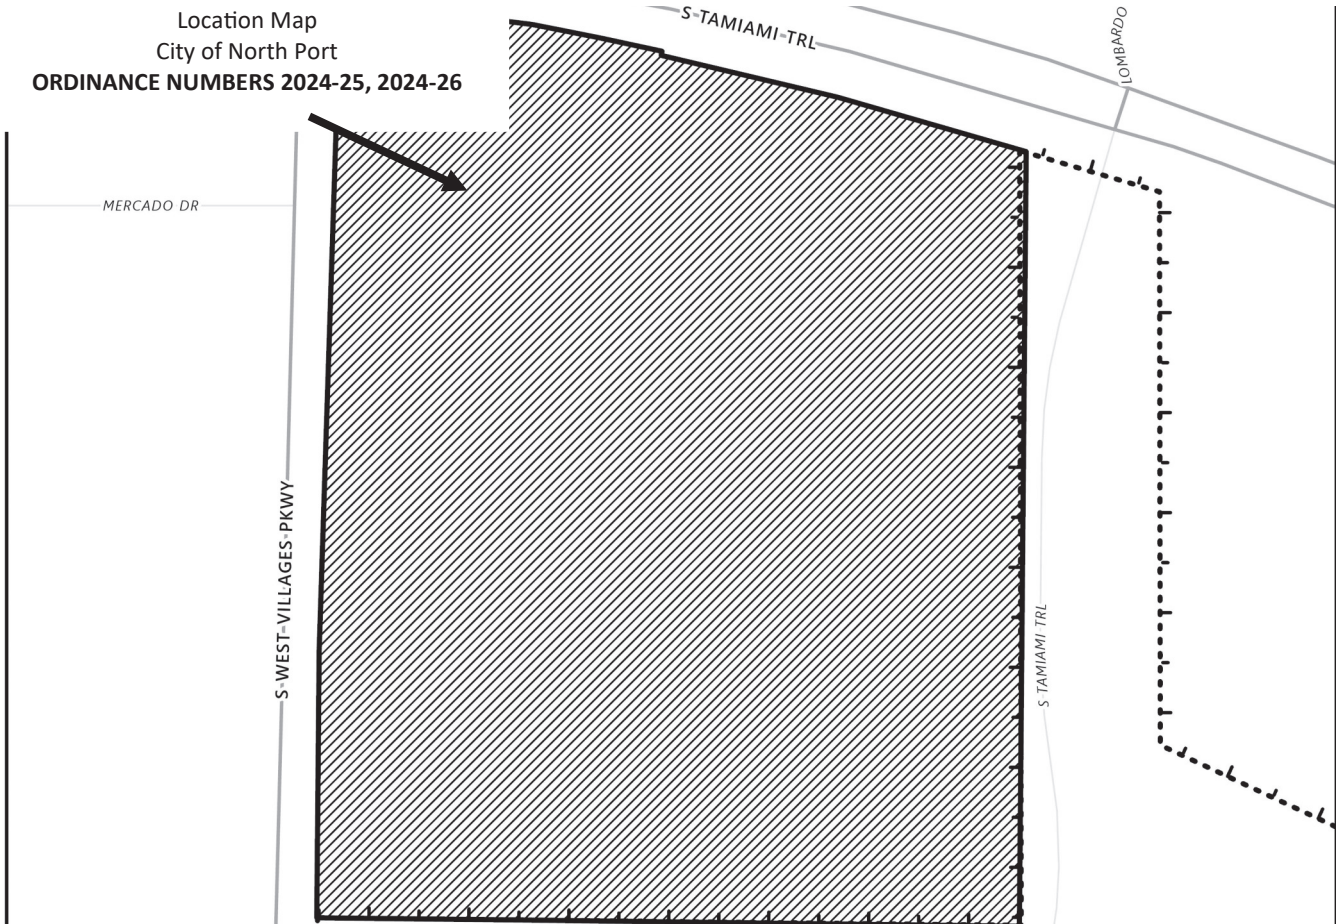 Location Map
City of North Port
ORDINANCE NUMBERS 2024-25, 2024-26
S TAMIAMI TRL
LOMBARDO
MERCADO DR
S WEST VILLAGES PKWY
S TAMIAMI TRL